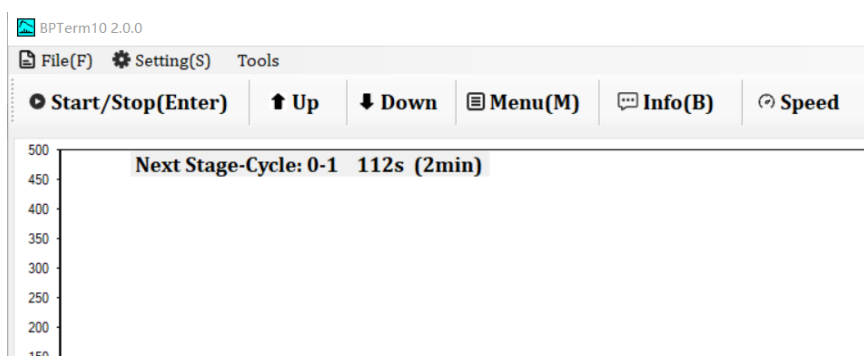 BPTerm10 2.0.0
File(F) Setting(S) Tools
Start/Stop(Enter) Up Down Menu(M) Info(B) Speed
500
Next Stage-Cycle: 0-1 112s (2min)
450
400
350
300
250
200
150